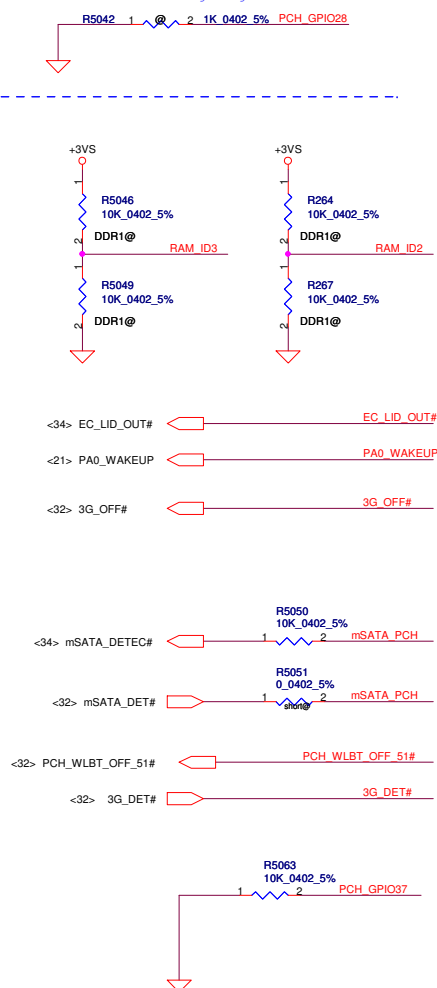 R5042 1 @ 2 1K_0402_5% PCH_GPIO28
+3VS +3VS
1 1
R5046 R264
10K_0402_5% 10K_0402_5%
2 DDR1@ 2 DDR1@
RAM_ID3 RAM_ID2
1 1
R5049 R267
10K_0402_5% 10K_0402_5%
2 DDR1@ 2 DDR1@
<34> EC_LID_OUT# EC_LID_OUT#
<21> PA0_WAKEUP PA0_WAKEUP
<32> 3G_OFF# 3G_OFF#
R5050
10K_0402_5%
<34> mSATA_DETEC# 1 2 mSATA_PCH
R5051
0_0402_5%
<32> mSATA_DET# 1 2 mSATA_PCH
short@
<32> PCH_WLBT_OFF_51# PCH_WLBT_OFF_51#
<32> 3G_DET# 3G_DET#
R5063
10K_0402_5%
1 2 PCH_GPIO37